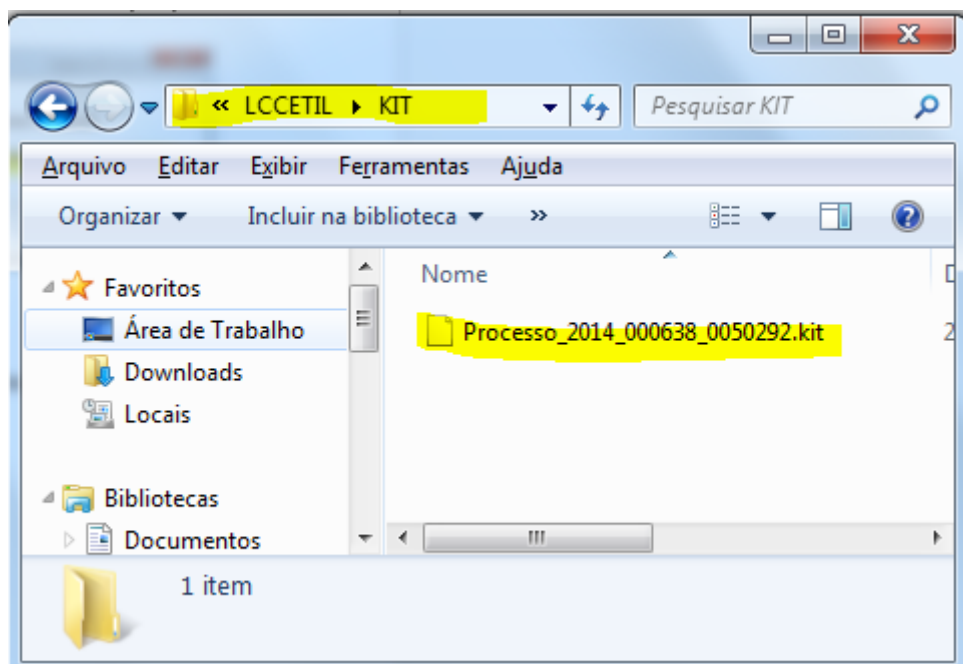 « LCCETIL ▸ KIT
Pesquisar KIT
Arquivo Editar Exibir Ferramentas Ajuda
Organizar Incluir na biblioteca »
Favoritos
Área de Trabalho
Downloads
Locais
Bibliotecas
Documentos
Nome
Processo_2014_000638_0050292.kit
2
1 item